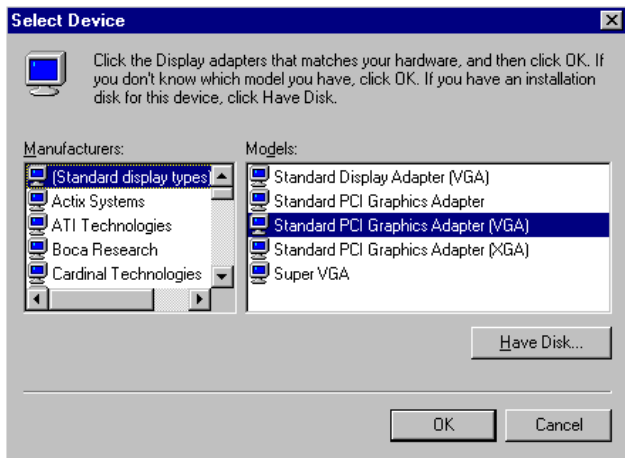 Select Device
Click the Display adapters that matches your hardware, and then click OK. If
you don't know which model you have, click OK. If you have an installation
disk for this device, click Have Disk.
Manufacturers:
(Standard display types)
Actix Systems
ATI Technologies
Boca Research
Cardinal Technologies
Models:
Standard Display Adapter (VGA)
Standard PCI Graphics Adapter
Standard PCI Graphics Adapter (VGA)
Standard PCI Graphics Adapter (XGA)
Super VGA
Have Disk...
OK
Cancel